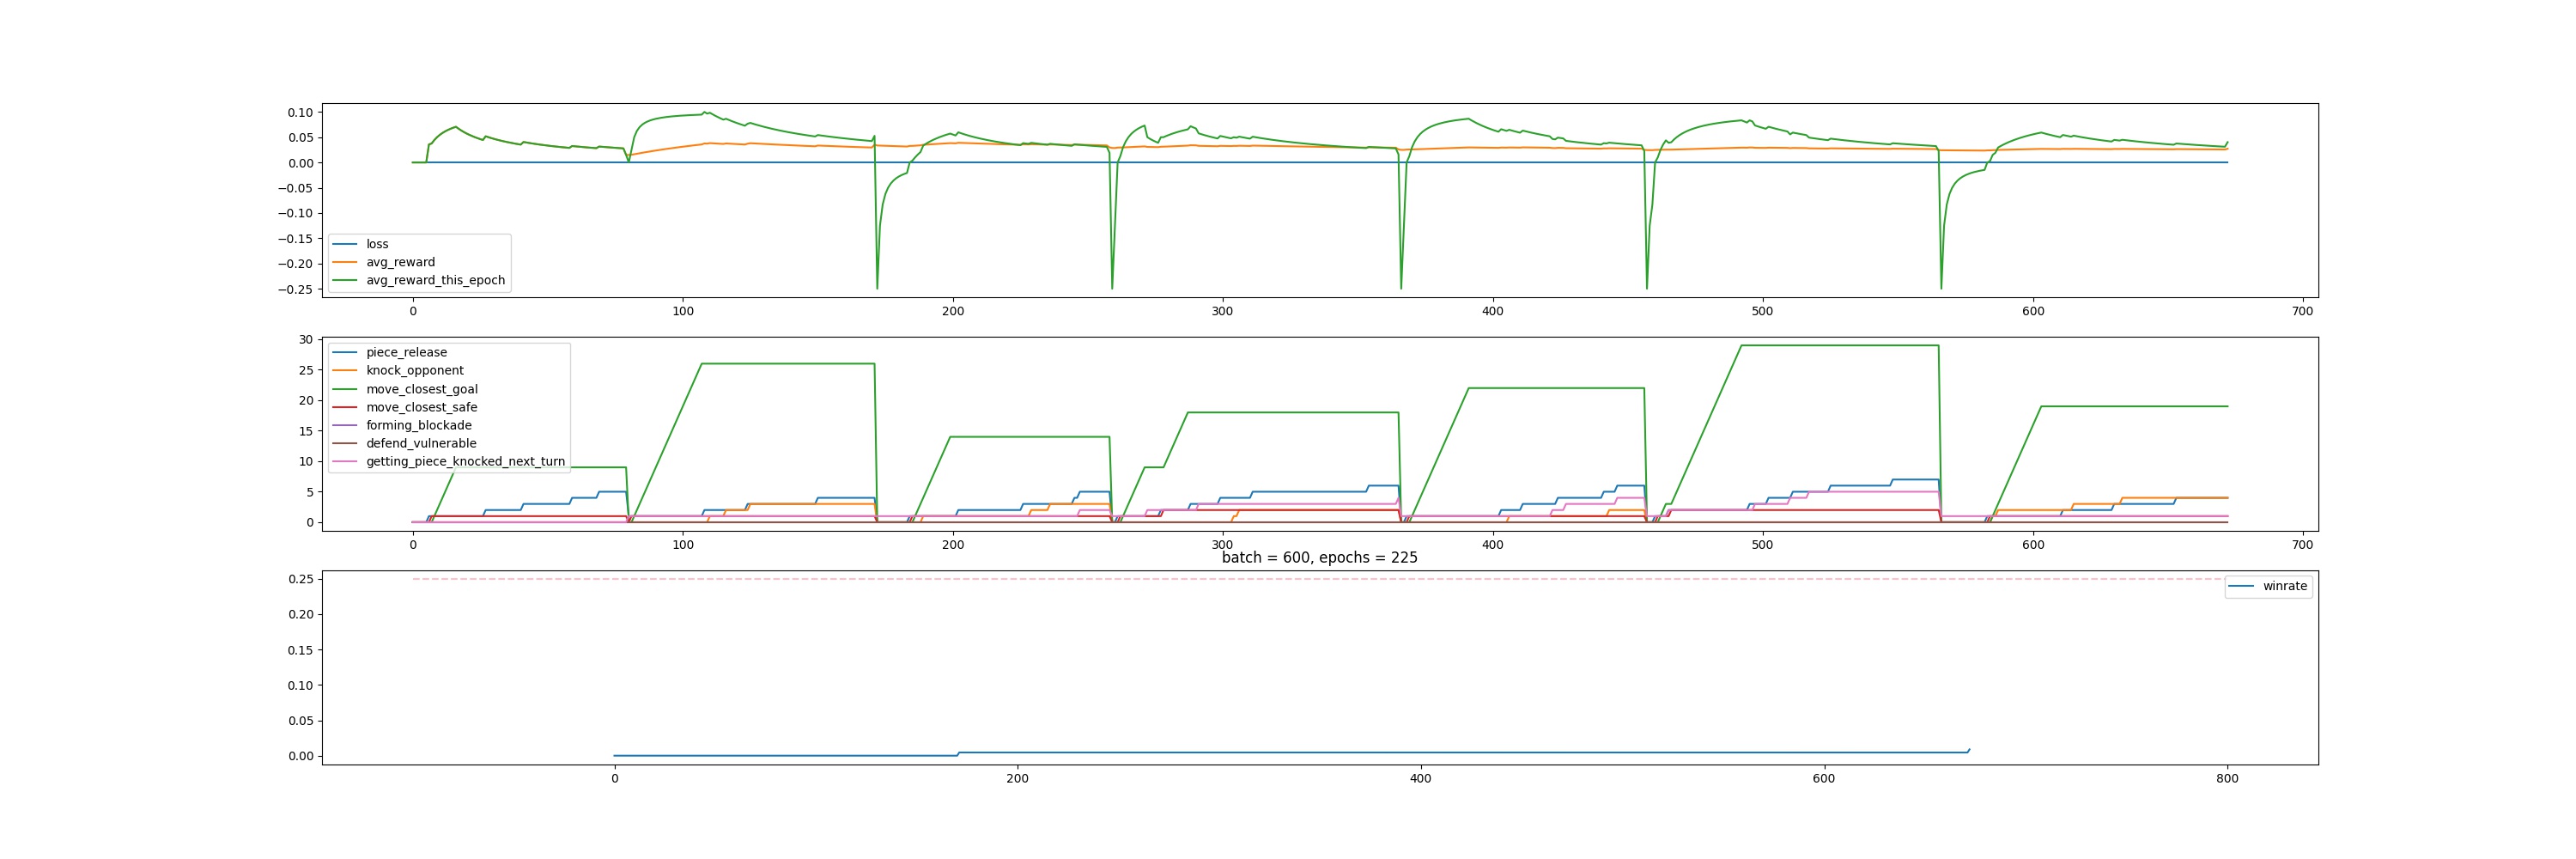 0.10
0.05
0.00
−0.05
−0.10
−0.15
−0.20
−0.25
loss
avg_reward
avg_reward_this_epoch
0 100 200 300 400 500 600 700
30
25
20
15
10
5
0
piece_release
knock_opponent
move_closest_goal
move_closest_safe
forming_blockade
defend_vulnerable
getting_piece_knocked_next_turn
0 100 200 300 400 500 600 700
batch = 600, epochs = 225
0.25
0.20
0.15
0.10
0.05
0.00
winrate
0 200 400 600 800